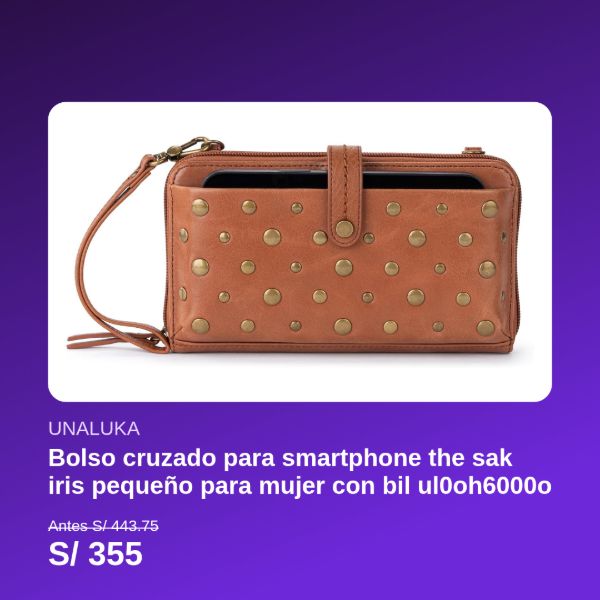 UNALUKA
Bolso cruzado para smartphone the sak
iris pequeño para mujer con bil ul0oh6000o
Antes S/ 443.75
S/ 355